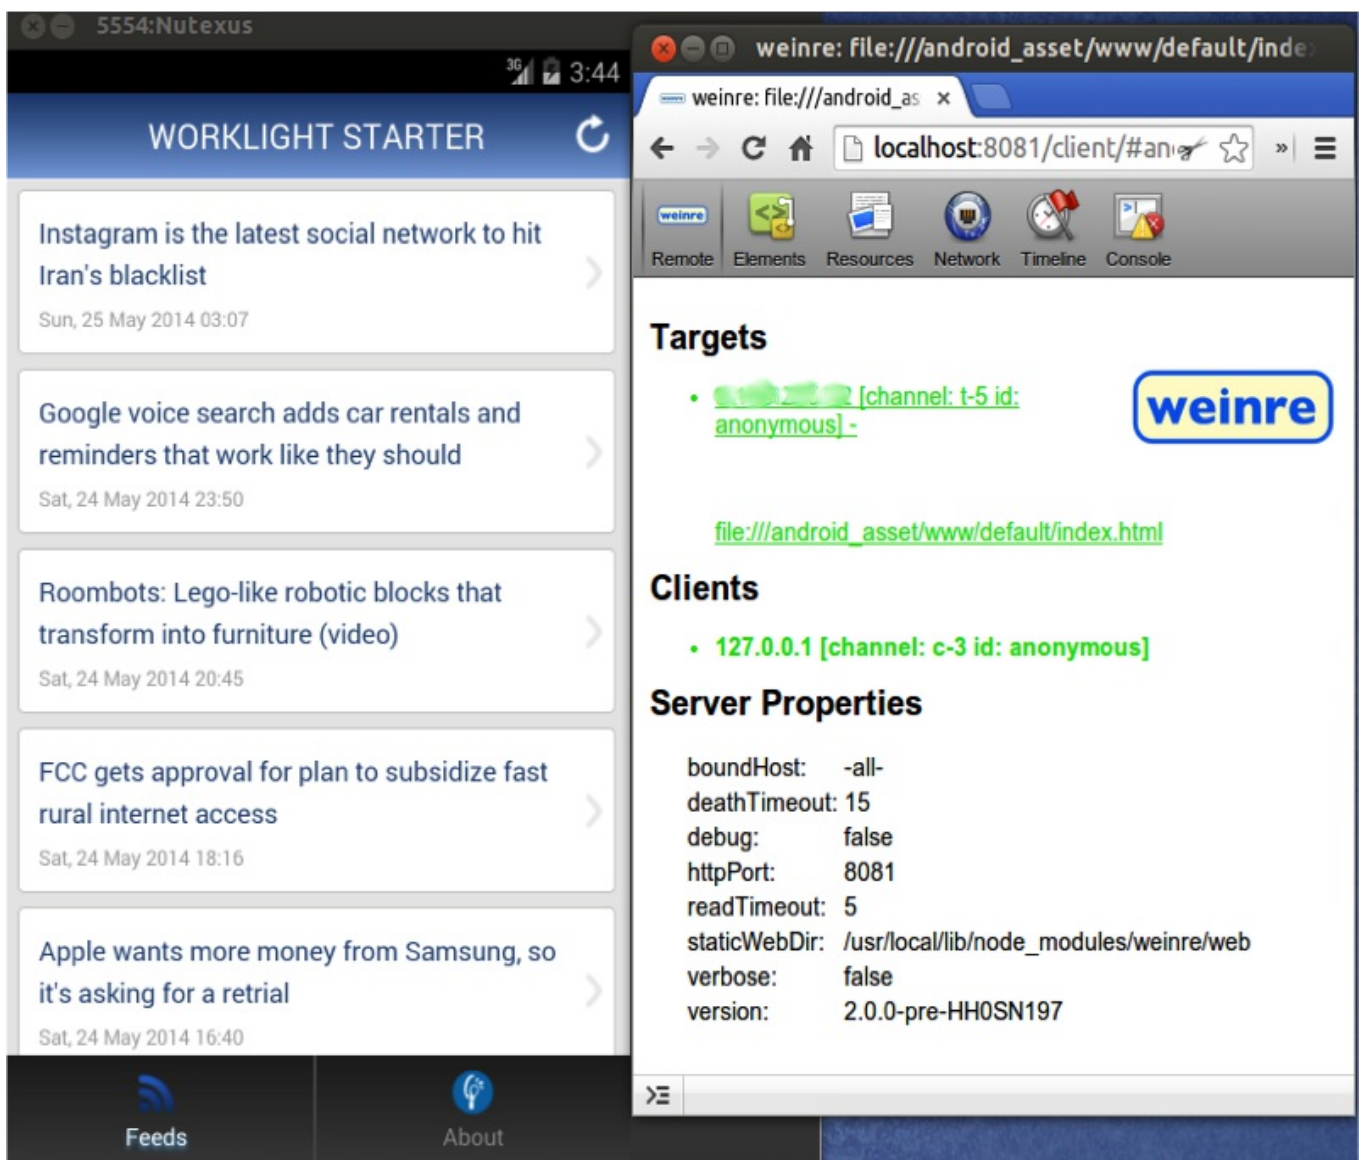 5554:Nutexus
3G 3:44
WORKLIGHT STARTER
Instagram is the latest social network to hit
Iran's blacklist
Sun, 25 May 2014 03:07
Google voice search adds car rentals and
reminders that work like they should
Sat, 24 May 2014 23:50
Roombots: Lego-like robotic blocks that
transform into furniture (video)
Sat, 24 May 2014 20:45
FCC gets approval for plan to subsidize fast
rural internet access
Sat, 24 May 2014 18:16
Apple wants more money from Samsung, so
it's asking for a retrial
Sat, 24 May 2014 16:40
Feeds
About
weinre: file:///android_asset/www/default/inde
weinre: file:///android_as
localhost:8081/client/#an
weinre
Remote Elements Resources Network Timeline Console
Targets
[channel: t-5 id:
anonymous] -
weinre
file:///android_asset/www/default/index.html
Clients
127.0.0.1 [channel: c-3 id: anonymous]
Server Properties
boundHost: -all-
deathTimeout: 15
debug: false
httpPort: 8081
readTimeout: 5
staticWebDir: /usr/local/lib/node_modules/weinre/web
verbose: false
version: 2.0.0-pre-HH0SN197